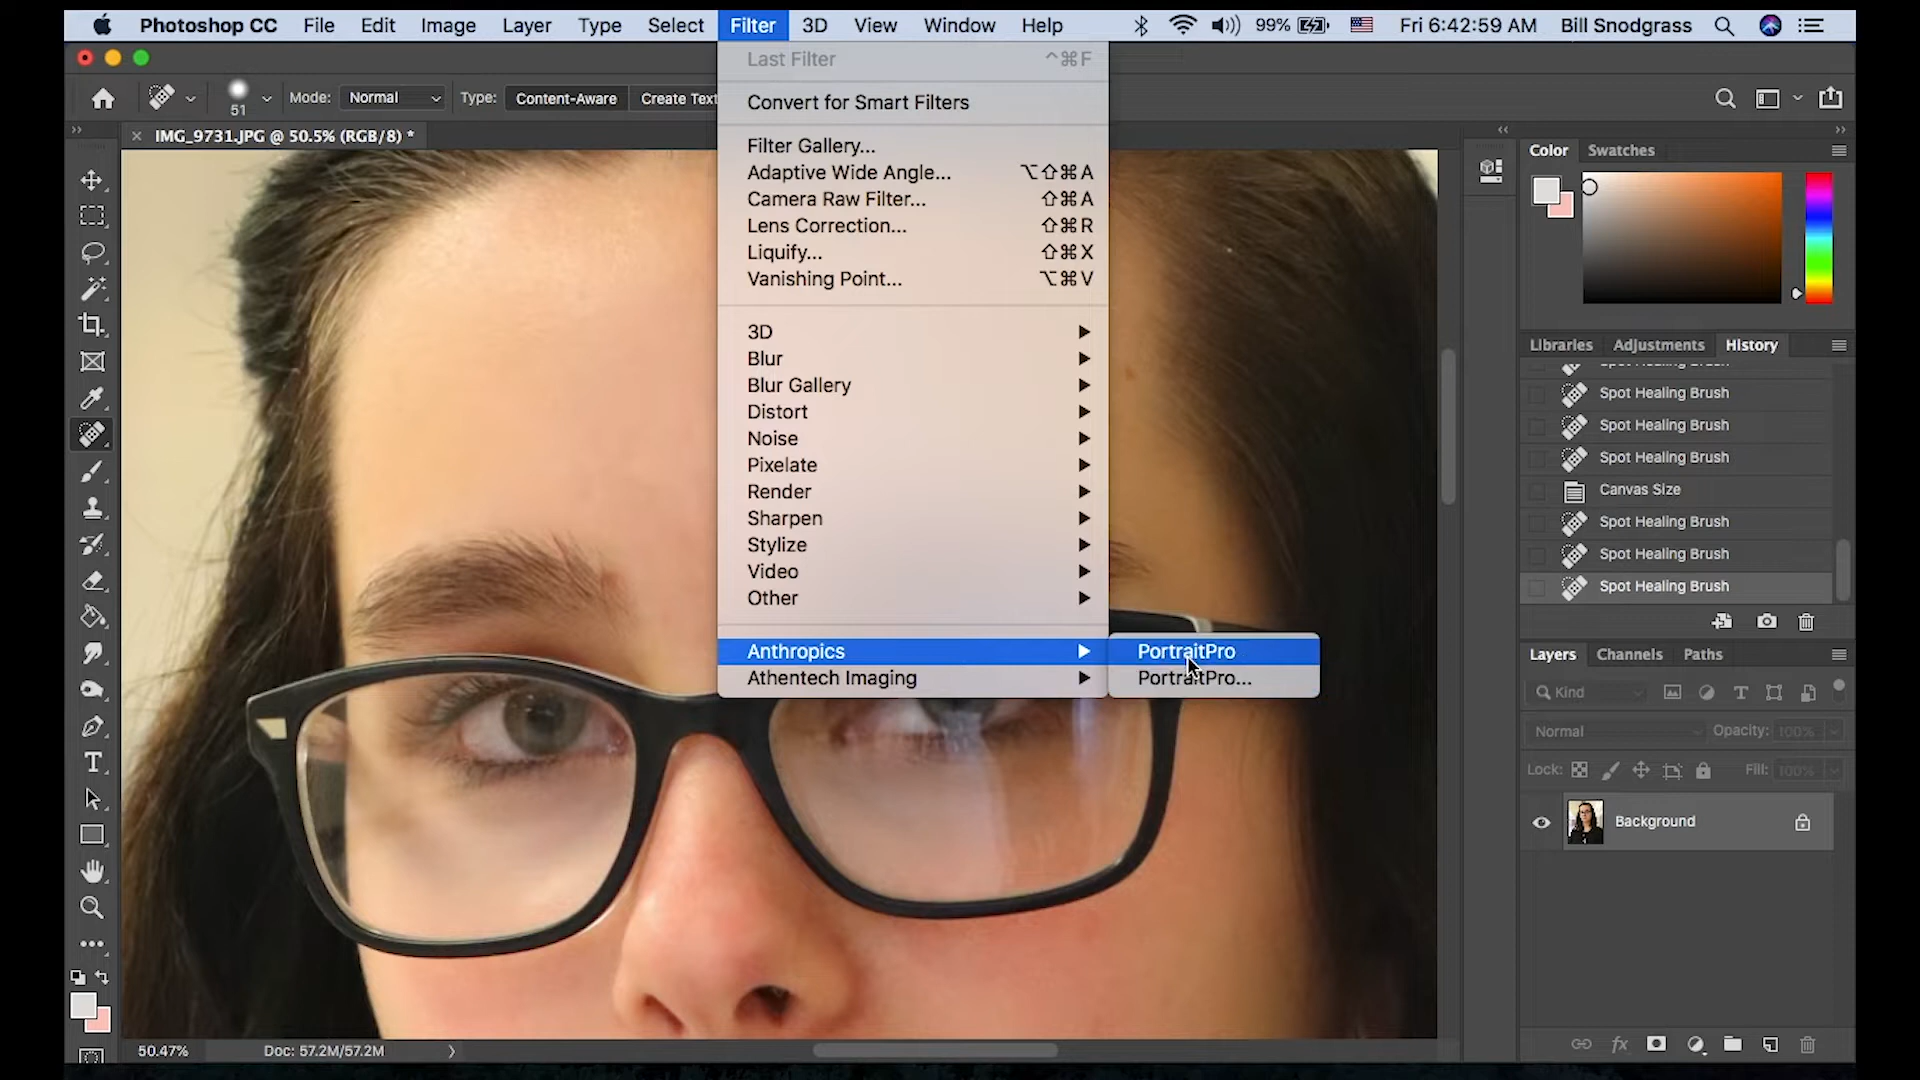 Photoshop CC File Edit Image Layer Type Select Filter 3D View Window Help 99% Fri 6:42:59 AM Bill Snodgrass
51 Mode: Normal Type: Content-Aware Create Text
IMG_9731.JPG @ 50.5% (RGB/8) *
Last Filter ^⌘F
Convert for Smart Filters
Filter Gallery...
Adaptive Wide Angle... ⌥⇧⌘A
Camera Raw Filter... ⇧⌘A
Lens Correction... ⇧⌘R
Liquify... ⇧⌘X
Vanishing Point... ⌥⌘V
3D
Blur
Blur Gallery
Distort
Noise
Pixelate
Render
Sharpen
Stylize
Video
Other
Anthropics
Athentech Imaging
PortraitPro
PortraitPro...
Color Swatches
Libraries Adjustments History
Spot Healing Brush
Spot Healing Brush
Spot Healing Brush
Spot Healing Brush
Canvas Size
Spot Healing Brush
Spot Healing Brush
Spot Healing Brush
Layers Channels Paths
Kind
Normal Opacity: 100%
Lock: Fill: 100%
Background
50.47% Doc: 57.2M/57.2M